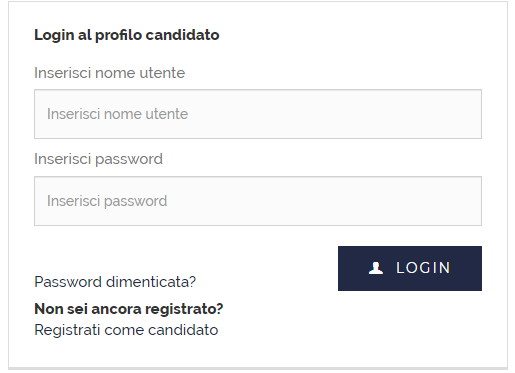 Login al profilo candidato
Inserisci nome utente
Inserisci nome utente
Inserisci password
Inserisci password
LOGIN
Password dimenticata?
Non sei ancora registrato?
Registrati come candidato